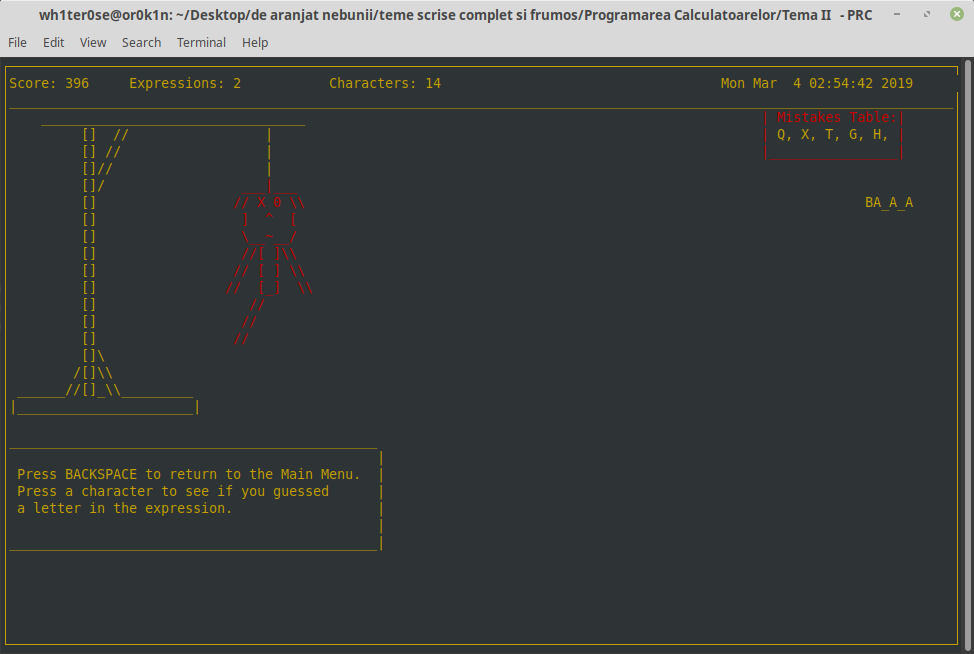 wh1ter0se@or0k1n: ~/Desktop/de aranjat nebunii/teme scrise complet si frumos/Programarea Calculatoarelor/Tema II - PRC
File Edit View Search Terminal Help
Score: 396 Expressions: 2 Characters: 14 Mon Mar 4 02:54:42 2019
Mistakes Table:
Q, X, T, G, H,
BA_A_A
Press BACKSPACE to return to the Main Menu.
Press a character to see if you guessed
a letter in the expression.